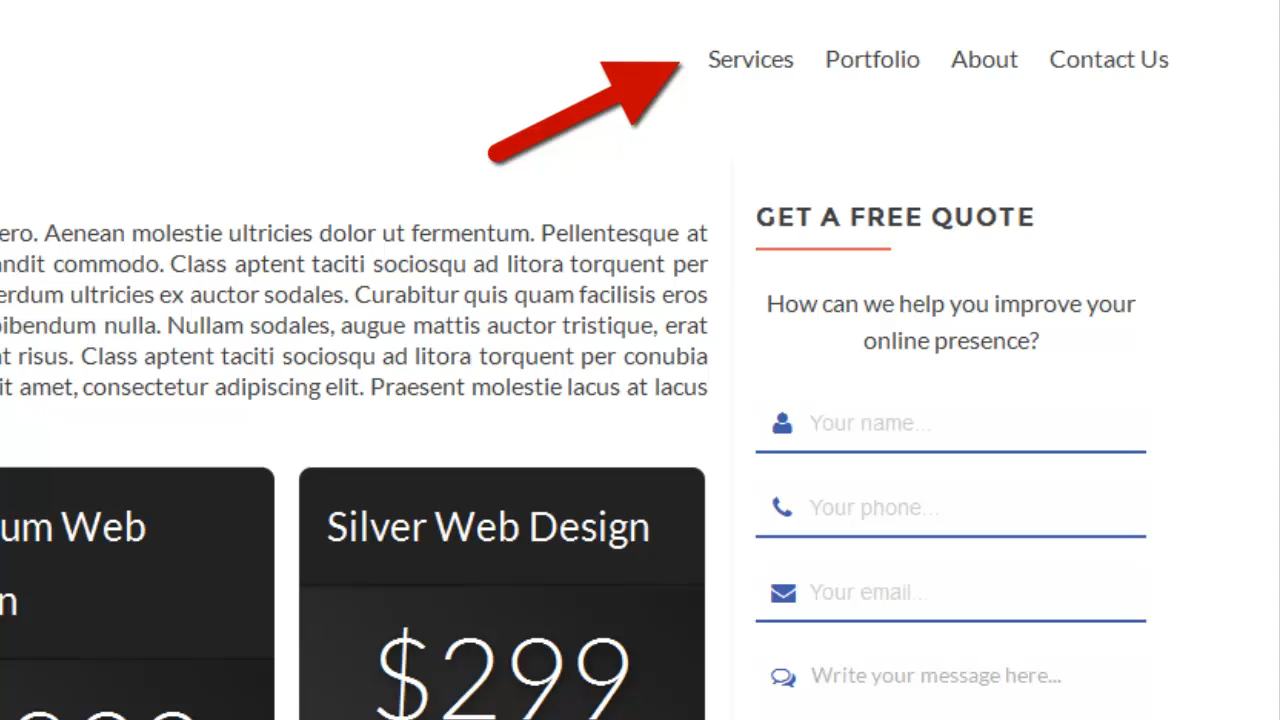 Services Portfolio About Contact Us
ero. Aenean molestie ultricies dolor ut fermentum. Pellentesque at
andit commodo. Class aptent taciti sociosqu ad litora torquent per
erdum ultricies ex auctor sodales. Curabitur quis quam facilisis eros
bibendum nulla. Nullam sodales, augue mattis auctor tristique, erat
at risus. Class aptent taciti sociosqu ad litora torquent per conubia
it amet, consectetur adipiscing elit. Praesent molestie lacus at lacus
um Web
n
Silver Web Design
$299
GET A FREE QUOTE
How can we help you improve your
online presence?
Your name...
Your phone...
Your email...
Write your message here...